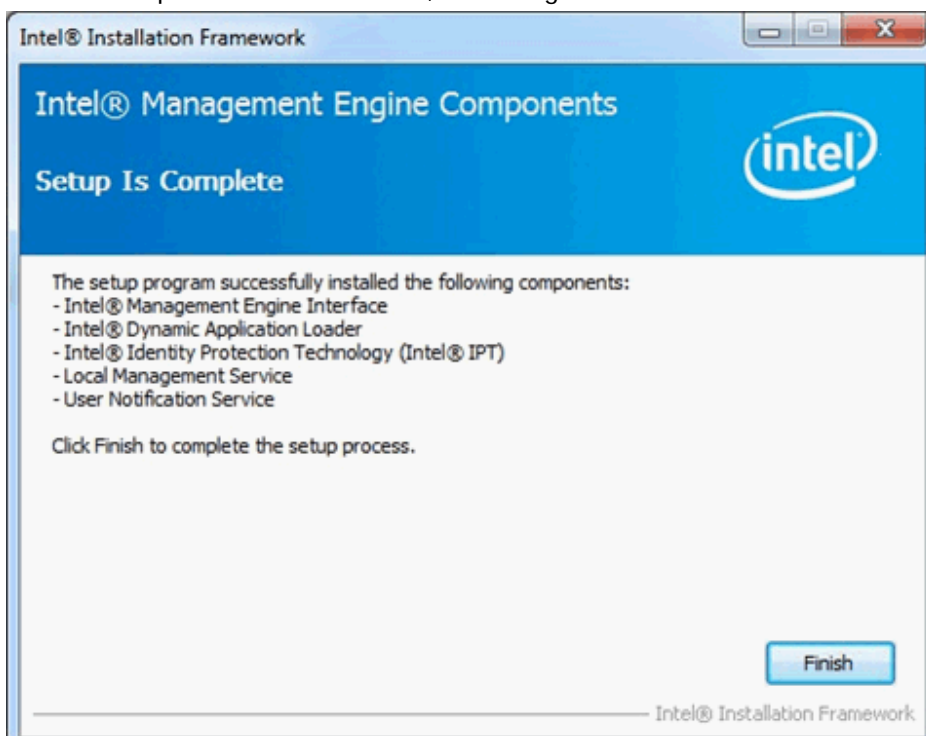 Intel® Installation Framework
Intel® Management Engine Components
intel®
Setup Is Complete
The setup program successfully installed the following components:
- Intel® Management Engine Interface
- Intel® Dynamic Application Loader
- Intel® Identity Protection Technology (Intel® IPT)
- Local Management Service
- User Notification Service
Click Finish to complete the setup process.
Finish
Intel® Installation Framework